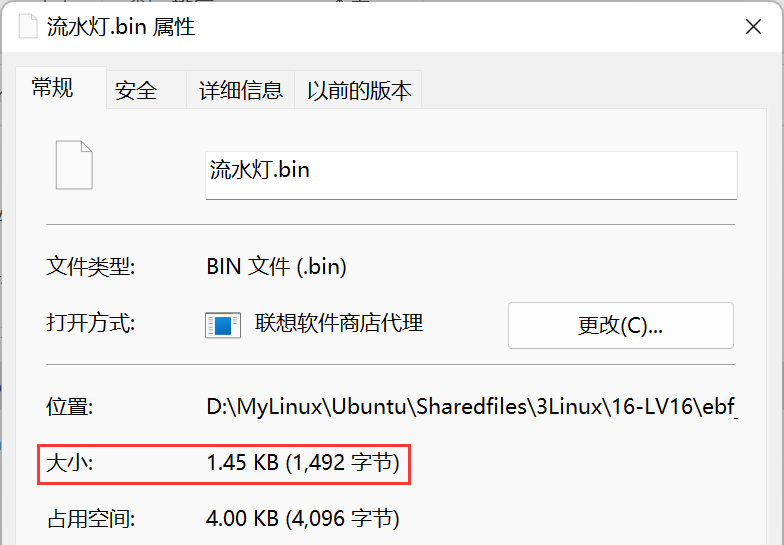 流水灯.bin 属性
常规 安全 详细信息 以前的版本
流水灯.bin
文件类型: BIN 文件 (.bin)
打开方式: 联想软件商店代理 更改(C)...
位置: D:\MyLinux\Ubuntu\Sharedfiles\3Linux\16-LV16\ebf_
大小: 1.45 KB (1,492 字节)
占用空间: 4.00 KB (4,096 字节)